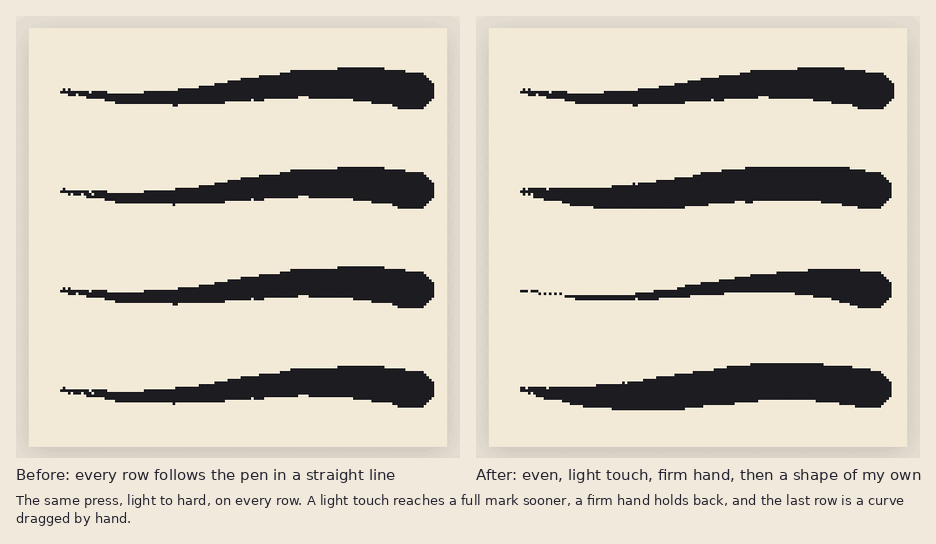 Before: every row follows the pen in a straight line
After: even, light touch, firm hand, then a shape of my own
The same press, light to hard, on every row. A light touch reaches a full mark sooner, a firm hand holds back, and the last row is a curve
dragged by hand.